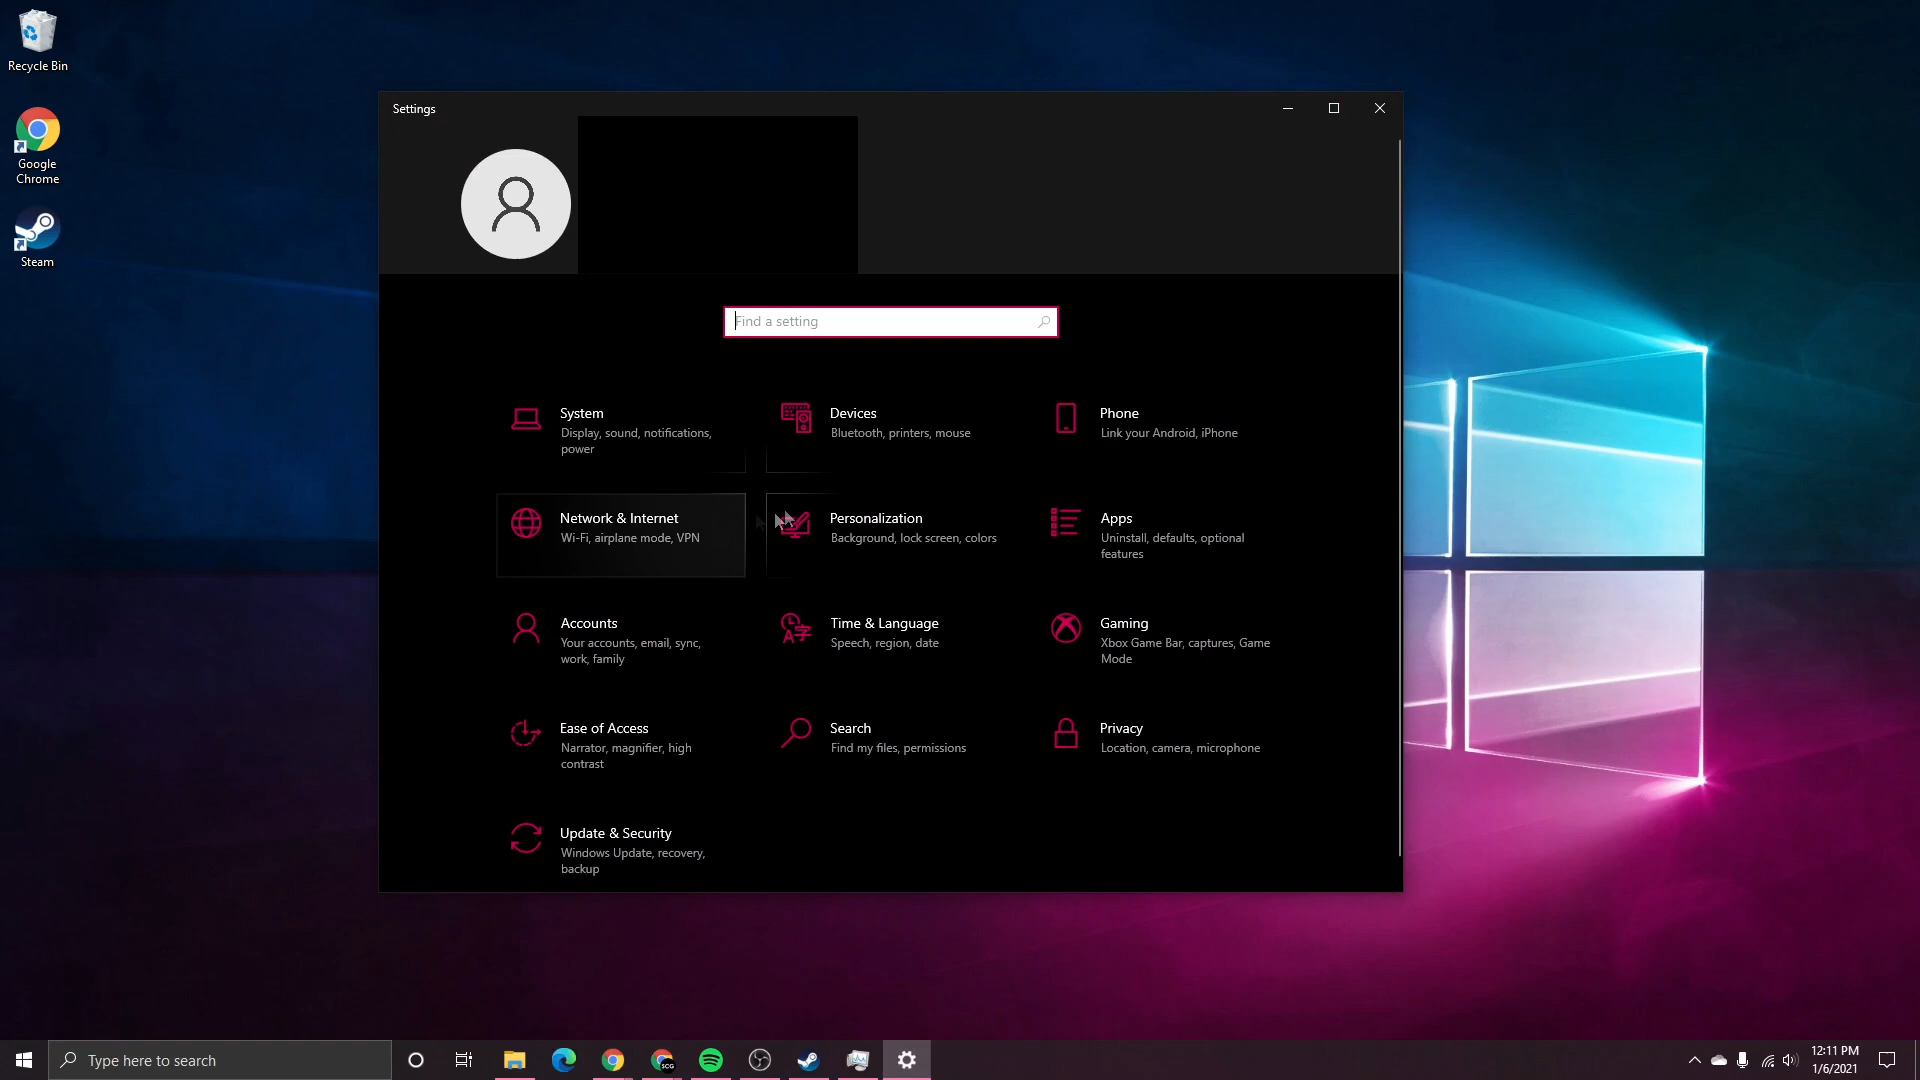 Recycle Bin
Google
Chrome
Steam
Settings
Find a setting
System
Display, sound, notifications,
power
Devices
Bluetooth, printers, mouse
Phone
Link your Android, iPhone
Network & Internet
Wi-Fi, airplane mode, VPN
Personalization
Background, lock screen, colors
Apps
Uninstall, defaults, optional
features
Accounts
Your accounts, email, sync,
work, family
Time & Language
Speech, region, date
Gaming
Xbox Game Bar, captures, Game
Mode
Ease of Access
Narrator, magnifier, high
contrast
Search
Find my files, permissions
Privacy
Location, camera, microphone
Update & Security
Windows Update, recovery,
backup
Type here to search
SCG
12:11 PM
1/6/2021